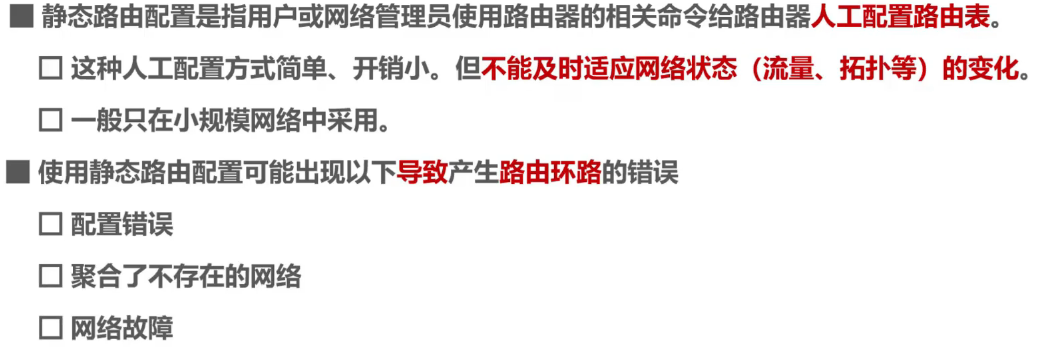 ■ 静态路由配置是指用户或网络管理员使用路由器的相关命令给路由器人工配置路由表。
□ 这种人工配置方式简单、开销小。但不能及时适应网络状态（流量、拓扑等）的变化。
□ 一般只在小规模网络中采用。
■ 使用静态路由配置可能出现以下导致产生路由环路的错误
□ 配置错误
□ 聚合了不存在的网络
□ 网络故障